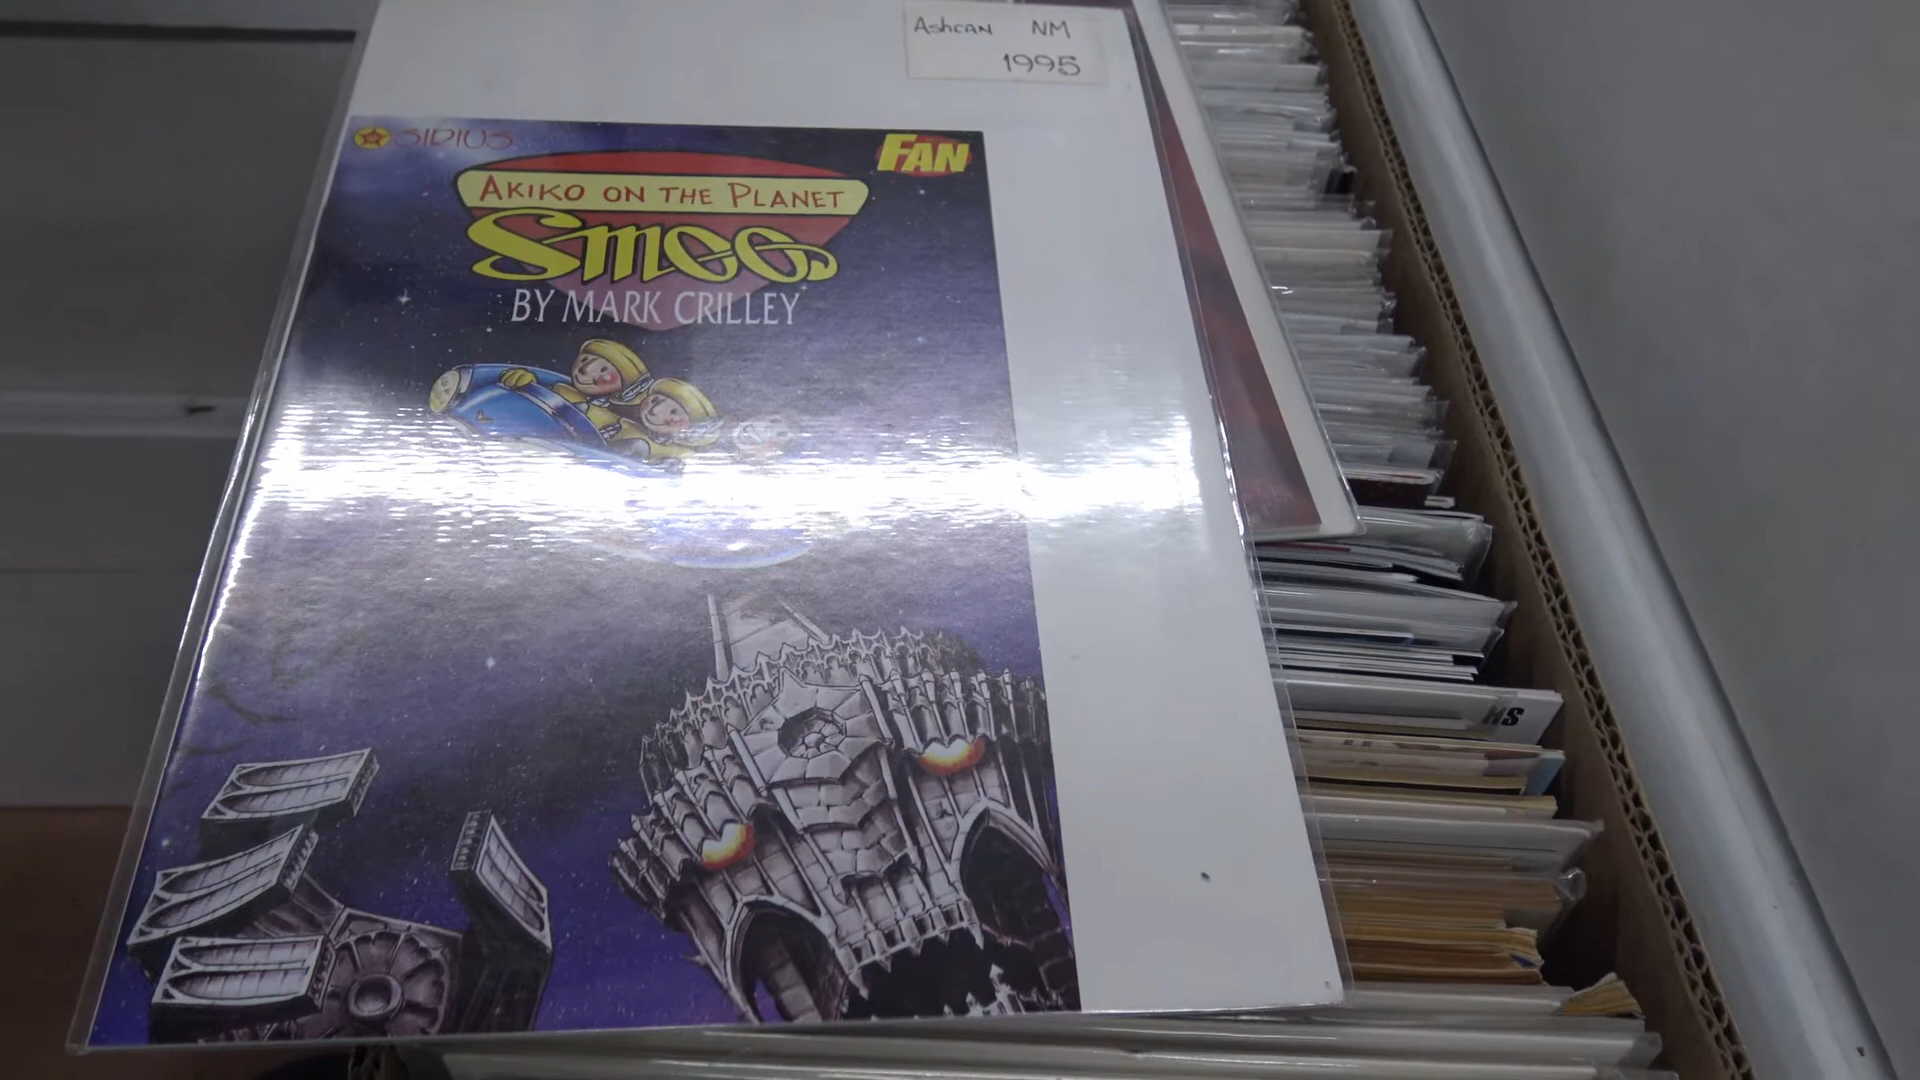 Ashcan NM
1995
SIRIUS
FAN
AKIKO ON THE PLANET
Smoo
BY MARK CRILLEY